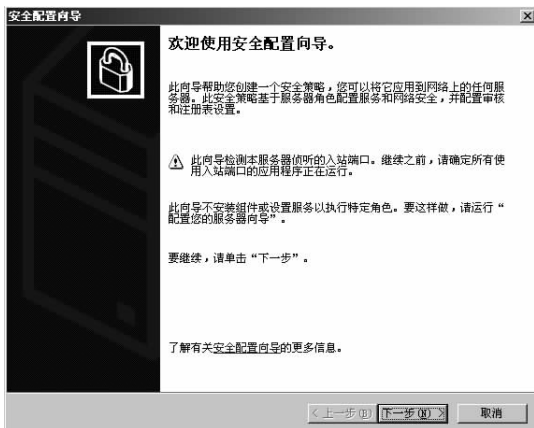 安全配置向导
欢迎使用安全配置向导。
此向导帮助您创建一个安全策略，您可以将它应用到网络上的任何服
务器。此安全策略基于服务器角色配置服务和网络安全，并配置审核
和注册表设置。
此向导检测本服务器侦听的入站端口。继续之前，请确定所有使
用入站端口的应用程序正在运行。
此向导不安装组件或设置服务以执行特定角色。要这样做，请运行“
配置您的服务器向导”。
要继续，请单击“下一步”。
了解有关安全配置向导的更多信息。
< 上一步(B) 下一步(N) > 取消